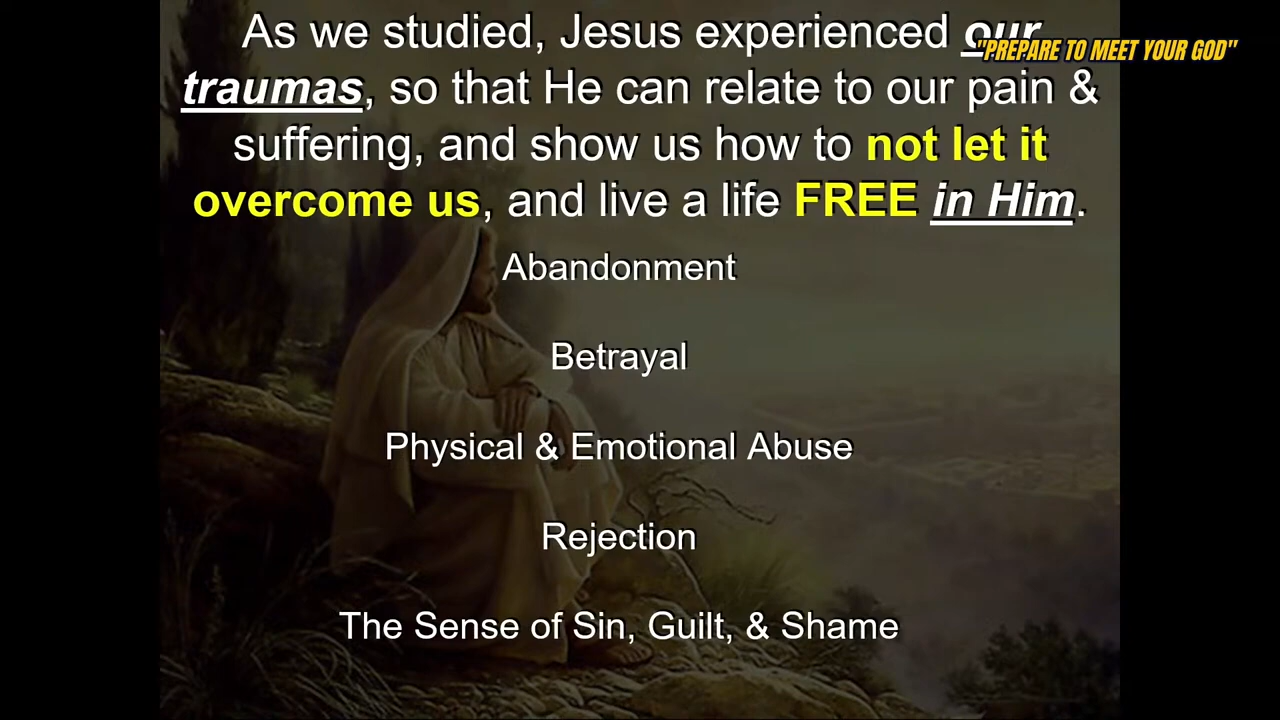 As we studied, Jesus experienced our
"PREPARE TO MEET YOUR GOD"
traumas, so that He can relate to our pain &
suffering, and show us how to not let it
overcome us, and live a life FREE in Him.
Abandonment
Betrayal
Physical & Emotional Abuse
Rejection
The Sense of Sin, Guilt, & Shame